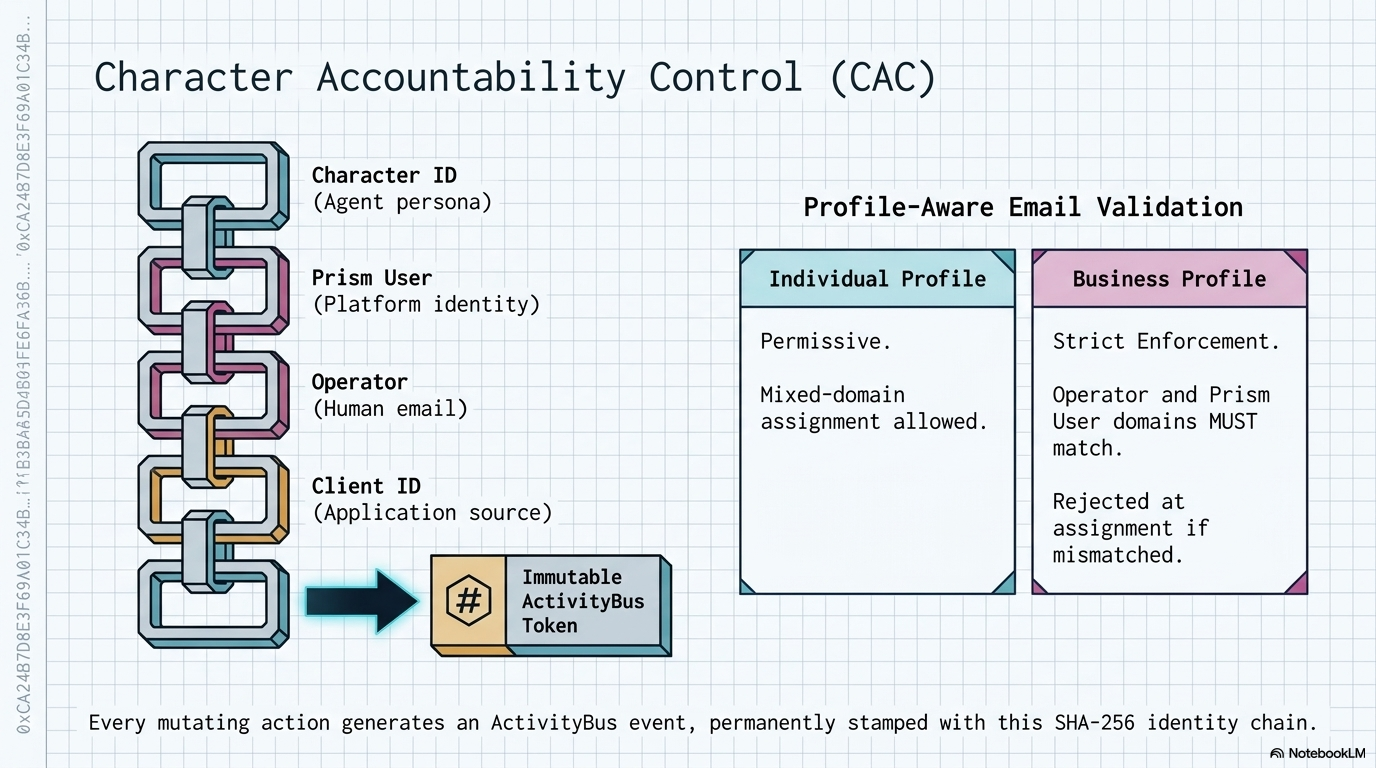 Character Accountability Control (CAC)
Character ID
(Agent persona)
Prism User
(Platform identity)
Operator
(Human email)
Client ID
(Application source)
#
Immutable
ActivityBus
Token
Profile-Aware Email Validation
Individual Profile
Permissive.
Mixed-domain
assignment allowed.
Business Profile
Strict Enforcement.
Operator and Prism
User domains MUST
match.
Rejected at
assignment if
mismatched.
Every mutating action generates an ActivityBus event, permanently stamped with this SHA-256 identity chain.
NotebookLM